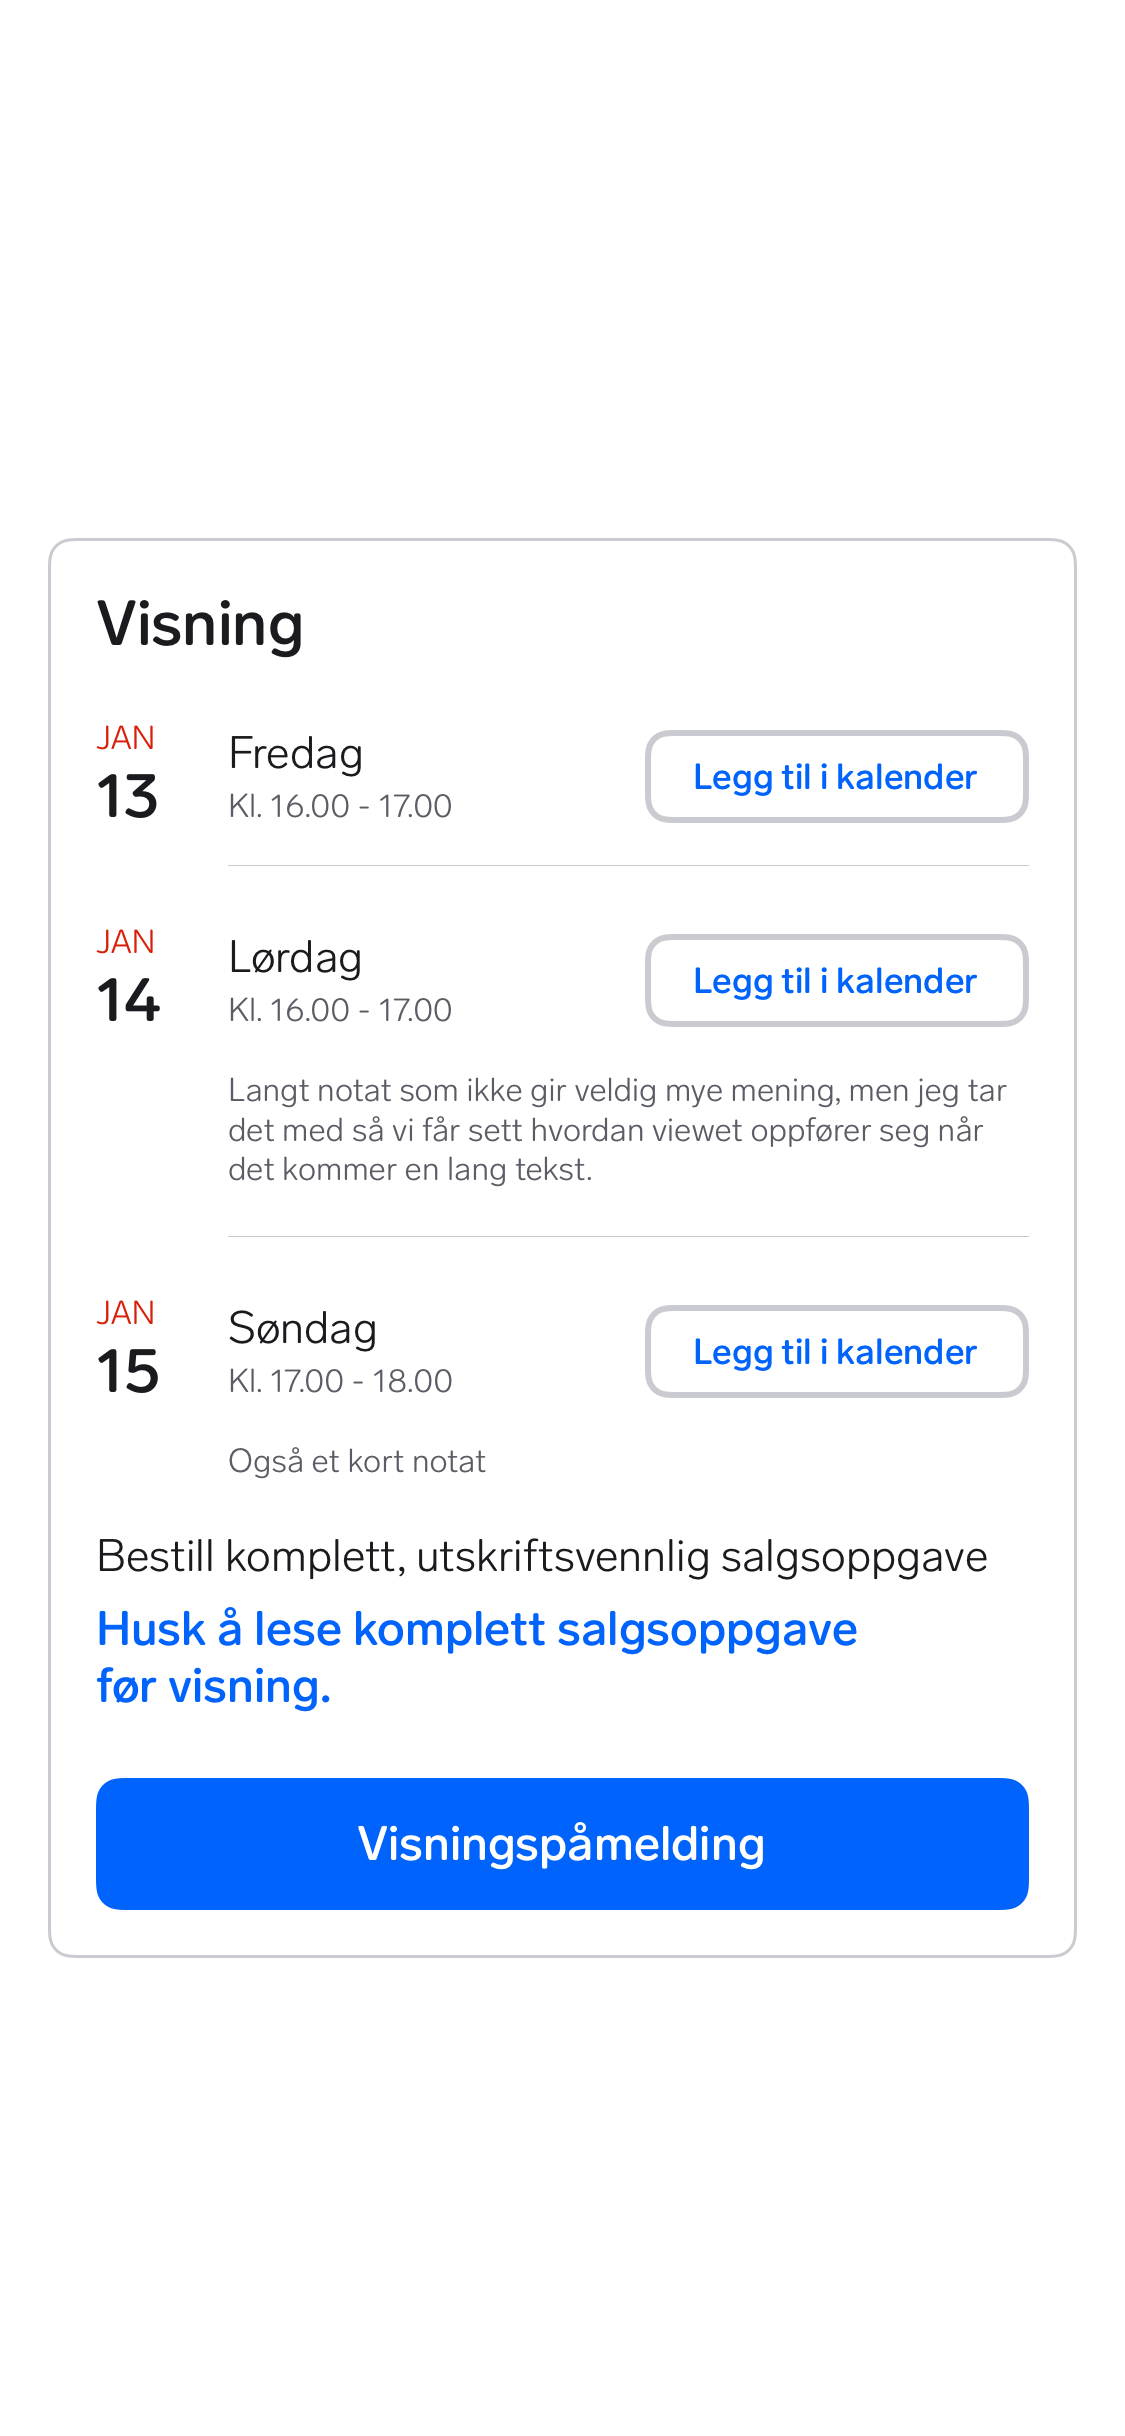 Visning
JAN
13
Fredag
Kl. 16.00 - 17.00
Legg til i kalender
JAN
14
Lørdag
Kl. 16.00 - 17.00
Legg til i kalender
Langt notat som ikke gir veldig mye mening, men jeg tar
det med så vi får sett hvordan viewet oppfører seg når
det kommer en lang tekst.
JAN
15
Søndag
Kl. 17.00 - 18.00
Legg til i kalender
Også et kort notat
Bestill komplett, utskriftsvennlig salgsoppgave
Husk å lese komplett salgsoppgave
før visning.
Visningspåmelding